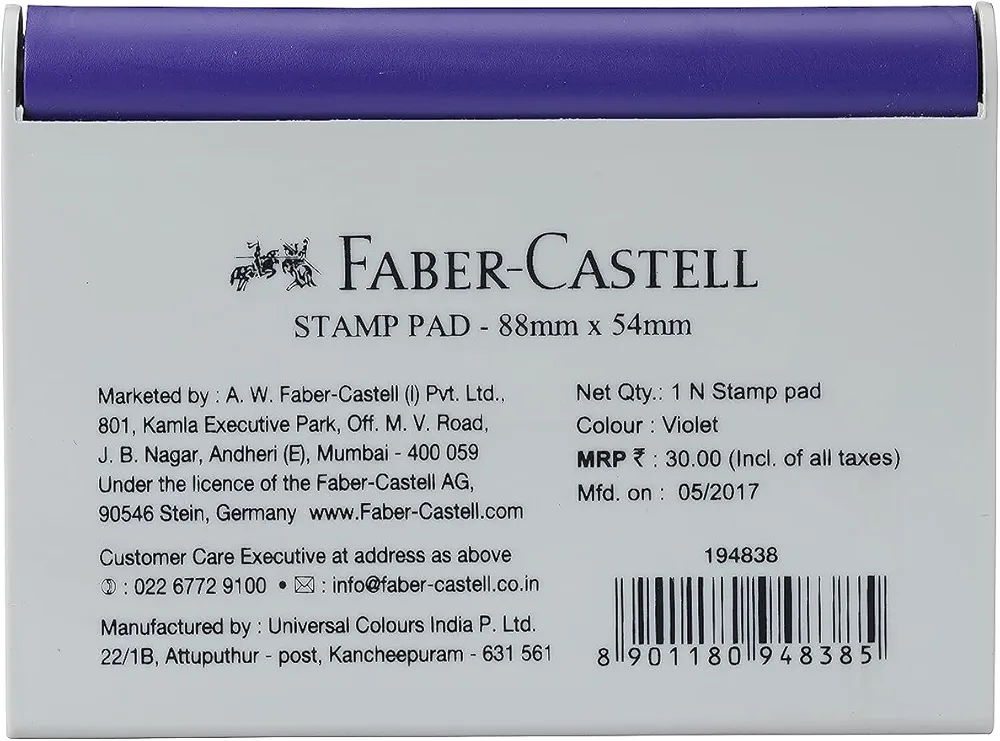 FABER-CASTELL
STAMP PAD - 88mm x 54mm
Marketed by : A. W. Faber-Castell (I) Pvt. Ltd.,
801, Kamla Executive Park, Off. M. V. Road,
J. B. Nagar, Andheri (E), Mumbai - 400 059
Under the licence of the Faber-Castell AG,
90546 Stein, Germany www.Faber-Castell.com
Customer Care Executive at address as above
✆ : 022 6772 9100 • ✉ : info@faber-castell.co.in
Manufactured by : Universal Colours India P. Ltd.
22/1B, Attuputhur - post, Kancheepuram - 631 561
Net Qty.: 1 N Stamp pad
Colour : Violet
MRP ₹ : 30.00 (Incl. of all taxes)
Mfd. on : 05/2017
194838
8 901180 948385